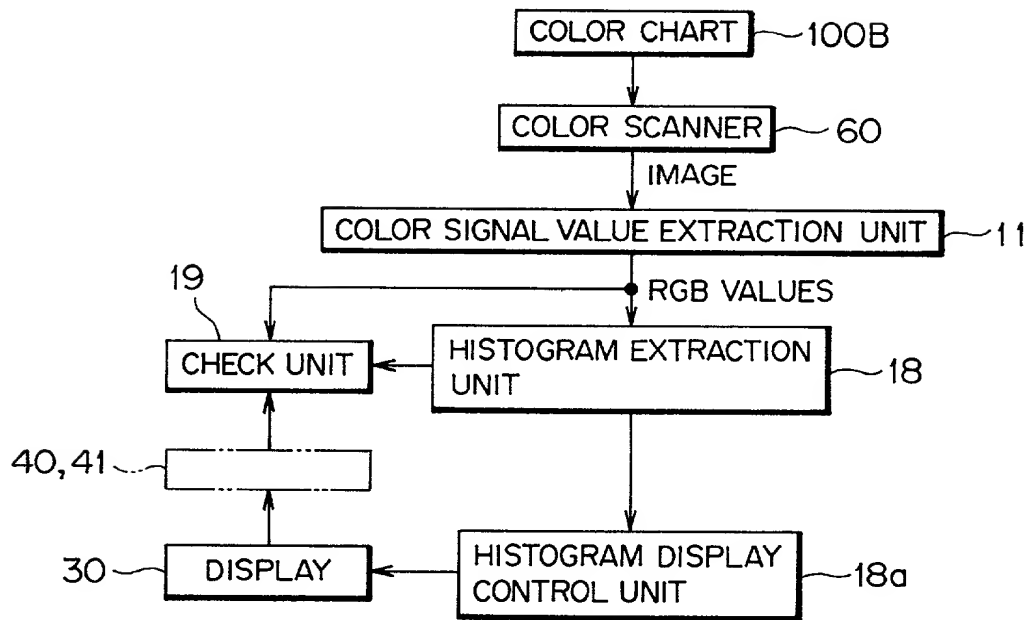 COLOR CHART
100B
COLOR SCANNER
60
IMAGE
COLOR SIGNAL VALUE EXTRACTION UNIT
11
RGB VALUES
19
CHECK UNIT
HISTOGRAM EXTRACTION
UNIT
18
40,41
30
DISPLAY
HISTOGRAM DISPLAY
CONTROL UNIT
18a